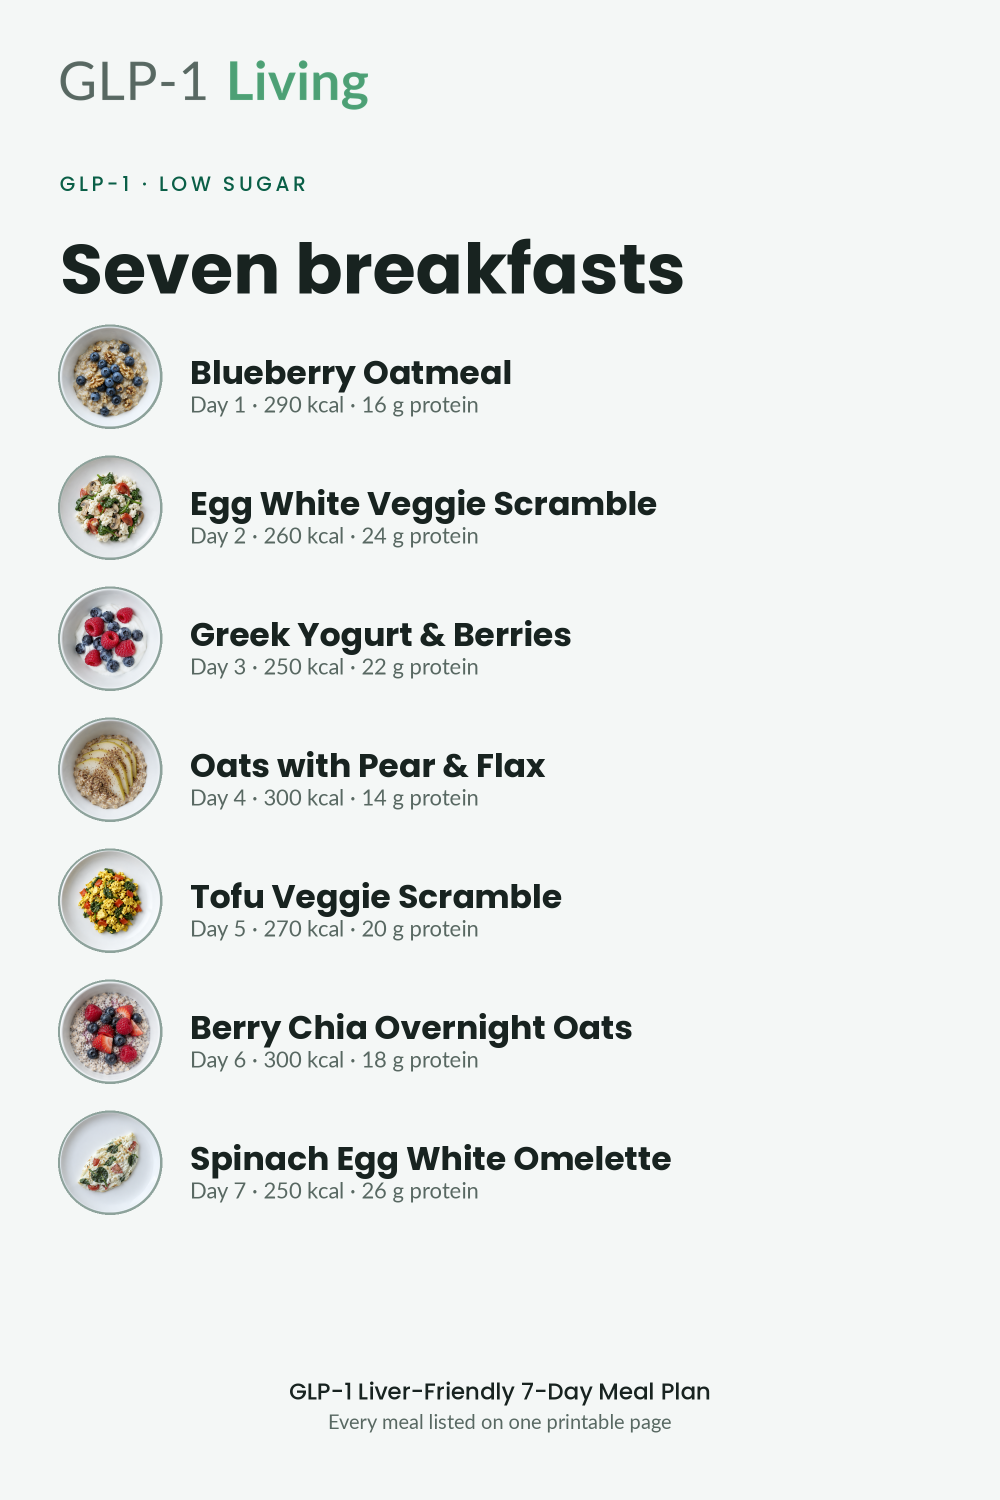 GLP-1 Living
GLP-1 · LOW SUGAR
Seven breakfasts
Blueberry Oatmeal
Day 1 · 290 kcal · 16 g protein
Egg White Veggie Scramble
Day 2 · 260 kcal · 24 g protein
Greek Yogurt & Berries
Day 3 · 250 kcal · 22 g protein
Oats with Pear & Flax
Day 4 · 300 kcal · 14 g protein
Tofu Veggie Scramble
Day 5 · 270 kcal · 20 g protein
Berry Chia Overnight Oats
Day 6 · 300 kcal · 18 g protein
Spinach Egg White Omelette
Day 7 · 250 kcal · 26 g protein
GLP-1 Liver-Friendly 7-Day Meal Plan
Every meal listed on one printable page